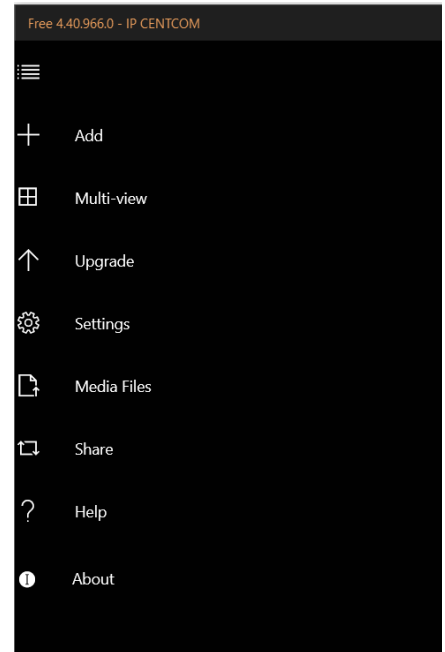 Free 4.40.966.0 - IP CENTCOM
Add
Multi-view
Upgrade
Settings
Media Files
Share
Help
About